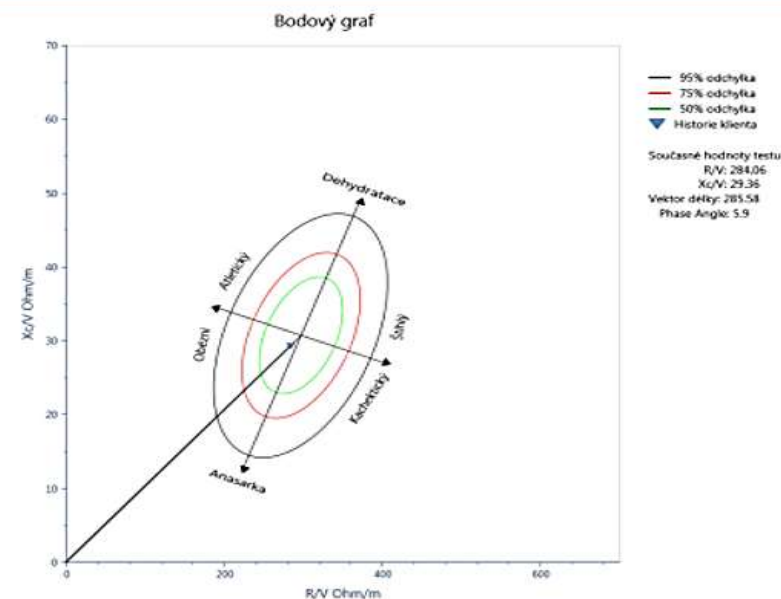 Bodový graf
70
60
50
40
30
20
10
0
Xc/V Ohm/m
0
200
400
600
R/V Ohm/m
Dehydratace
Atletický
Obézní
Štíhlý
Kachektický
Anasarka
95% odchylka
75% odchylka
50% odchylka
Historie klienta
Současné hodnoty testu
R/V: 284.06
Xc/V: 29.36
Vektor délky: 285.58
Phase Angle: 5.9